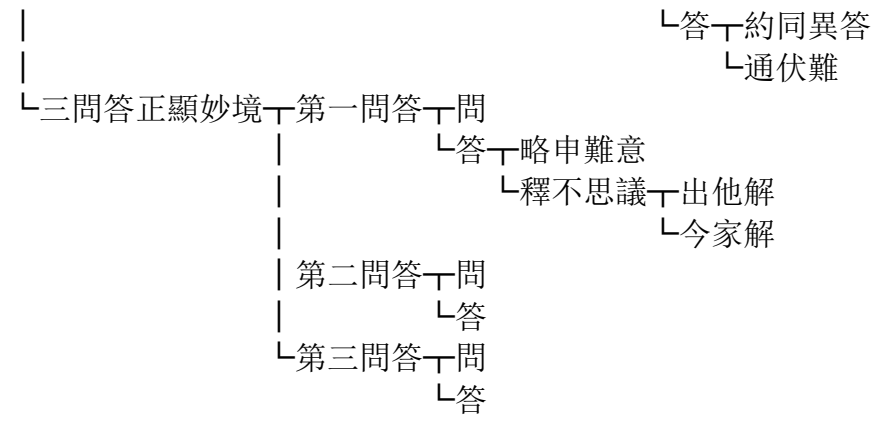 │　　　　　　　　　　　　　　　　　　　└答┬約同異答
│　　　　　　　　　　　　　　　　　　　　　└通伏難
└三問答正顯妙境┬第一問答┬問
│　　　　└答┬略申難意
│　　　　　　└釋不思議┬出他解
│　　　　　　　　　　　└今家解
│第二問答┬問
│　　　　└答
└第三問答┬問
└答